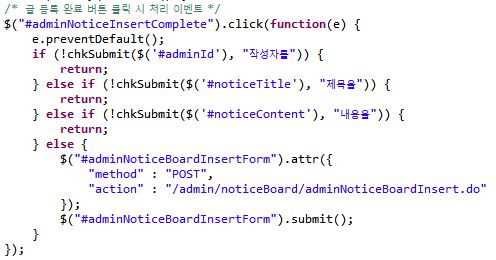 /* 글 등록 완료 버튼 클릭 시 처리 이벤트 */
$("#adminNoticeInsertComplete").click(function(e) {
    e.preventDefault();
    if (!chkSubmit($('#adminId'), "작성자를")) {
        return;
    } else if (!chkSubmit($('#noticeTitle'), "제목을")) {
        return;
    } else if (!chkSubmit($('#noticeContent'), "내용을")) {
        return;
    } else {
        $("#adminNoticeBoardInsertForm").attr({
            "method" : "POST",
            "action" : "/admin/noticeBoard/adminNoticeBoardInsert.do"
        });
        $("#adminNoticeBoardInsertForm").submit();
    }
});